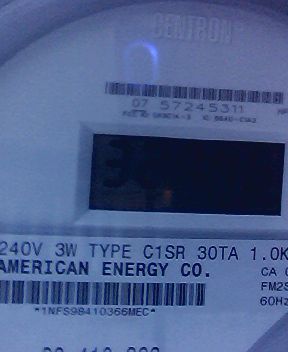 CENTRON
07 57245311
240V 3W TYPE C1SR 30TA 1.0K
AMERICAN ENERGY CO.
CA
FM2S
60Hz
*1NFS98410366MEC*